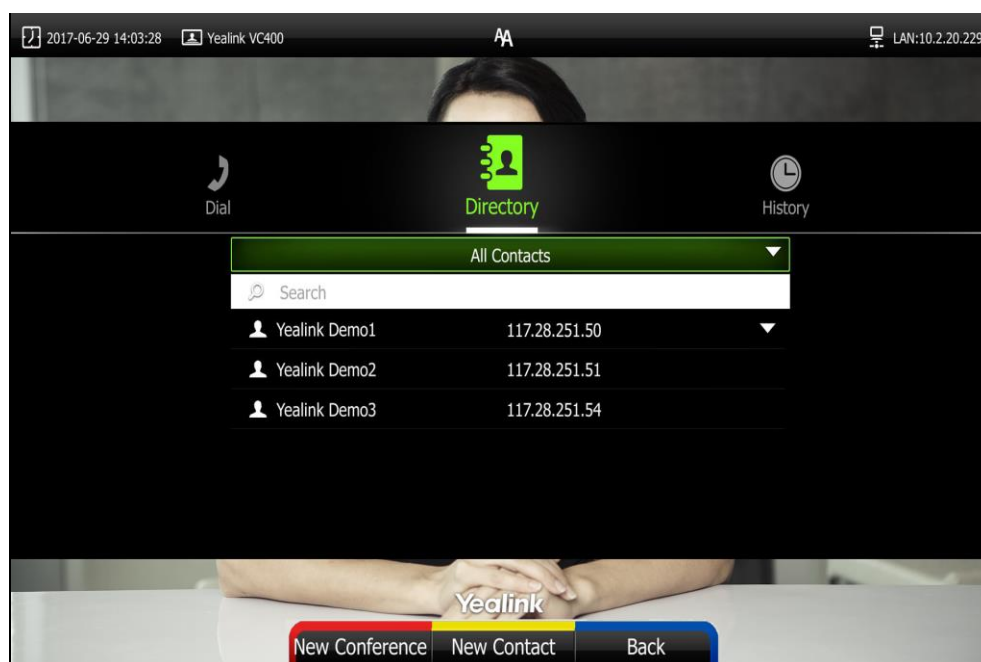 2017-06-29 14:03:28 Yealink VC400 AA LAN:10.2.20.229
Dial Directory History
All Contacts
Search
Yealink Demo1 117.28.251.50
Yealink Demo2 117.28.251.51
Yealink Demo3 117.28.251.54
Yealink
New Conference New Contact Back